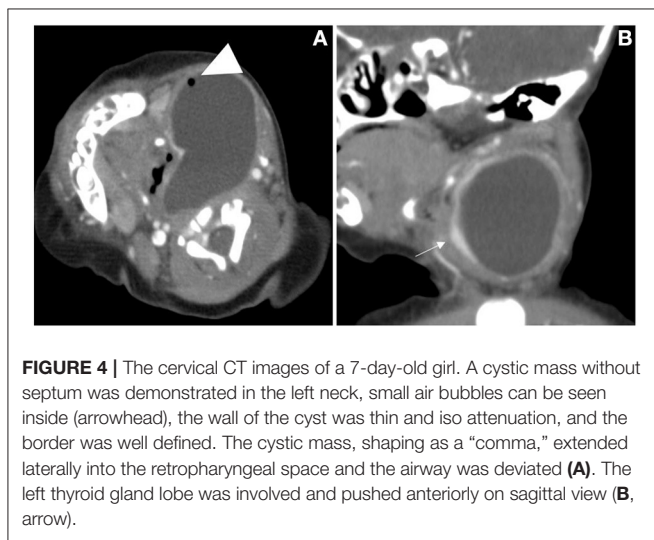 A
B
FIGURE 4 | The cervical CT images of a 7-day-old girl. A cystic mass without
septum was demonstrated in the left neck, small air bubbles can be seen
inside (arrowhead), the wall of the cyst was thin and iso attenuation, and the
border was well defined. The cystic mass, shaping as a “comma,” extended
laterally into the retropharyngeal space and the airway was deviated (A). The
left thyroid gland lobe was involved and pushed anteriorly on sagittal view (B,
arrow).